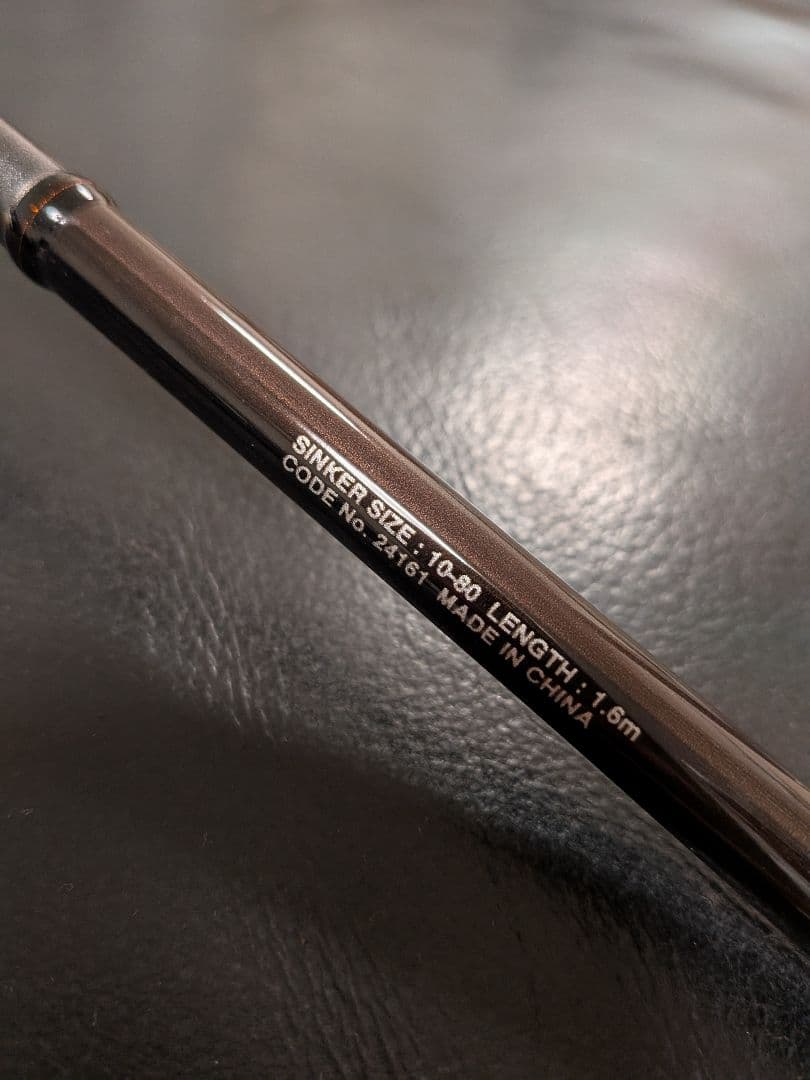 SINKER SIZE : 10-80 LENGTH : 1.6m
CODE No. 24161 MADE IN CHINA